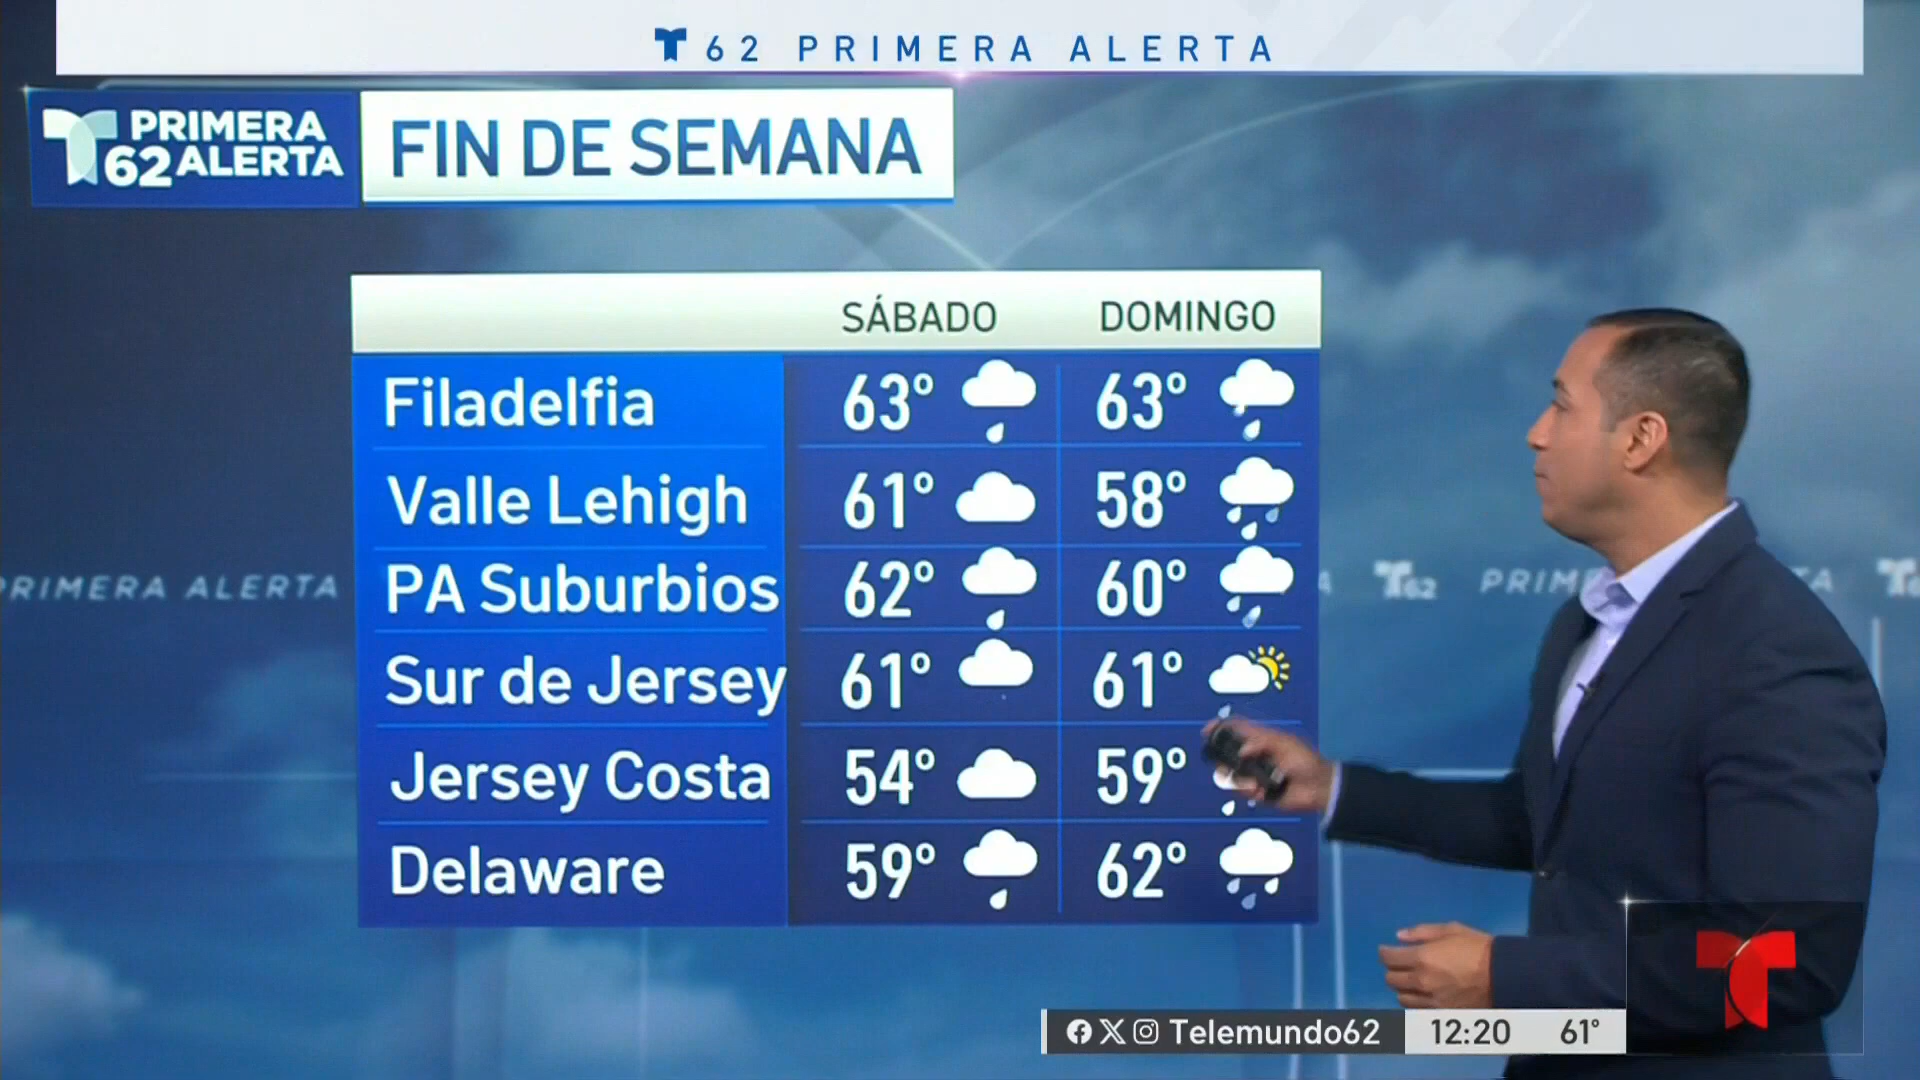 T 62 PRIMERA ALERTA
PRIMERA
62 ALERTA
FIN DE SEMANA
SÁBADO DOMINGO
Filadelfia 63° 63°
Valle Lehigh 61° 58°
PA Suburbios 62° 60°
Sur de Jersey 61° 61°
Jersey Costa 54° 59°
Delaware 59° 62°
PRIMERA ALERTA
T62 PRIM
Telemundo62 12:20 61°